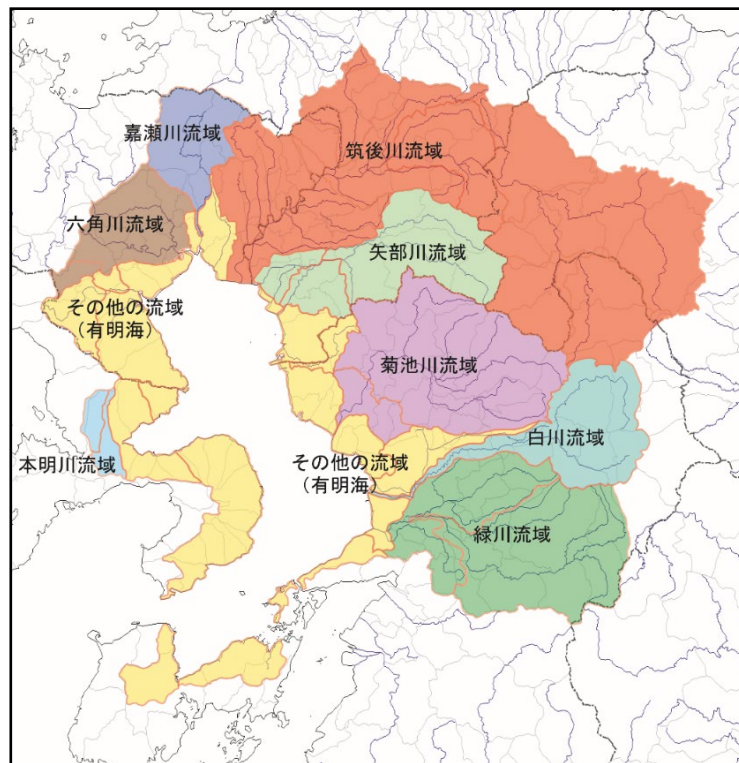 嘉瀬川流域
筑後川流域
六角川流域
矢部川流域
その他の流域
（有明海）
菊池川流域
白川流域
本明川流域
その他の流域
（有明海）
緑川流域